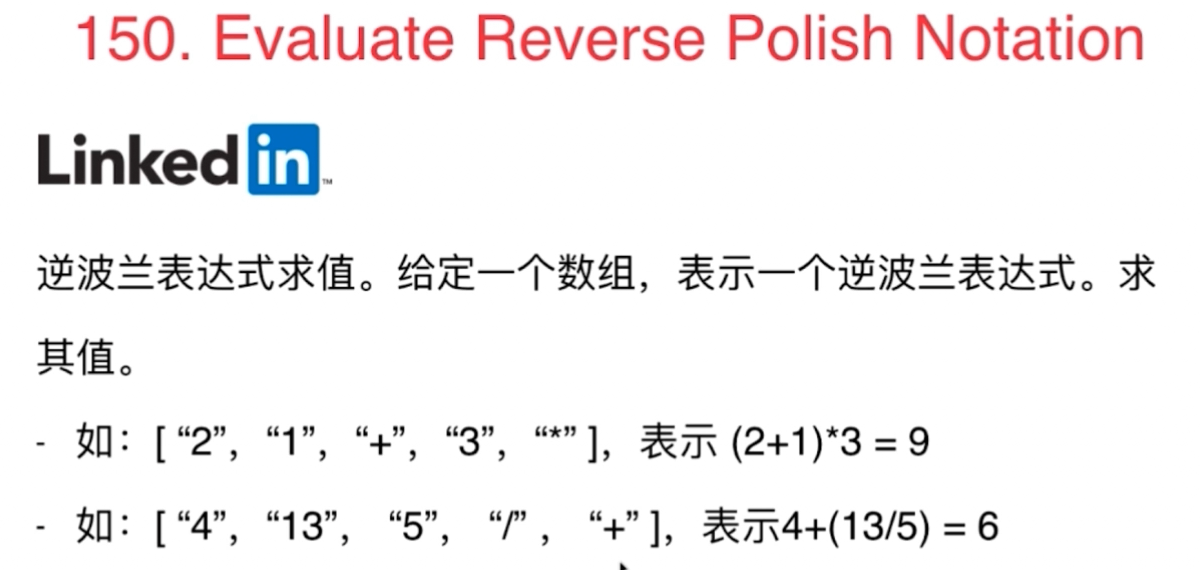 150. Evaluate Reverse Polish Notation
Linked in™
逆波兰表达式求值。给定一个数组，表示一个逆波兰表达式。求
其值。
- 如：[ “2”, “1”, “+”, “3”, “*” ]，表示 (2+1)*3 = 9
- 如：[ “4”, “13”, “5”, “/” , “+” ]，表示4+(13/5) = 6